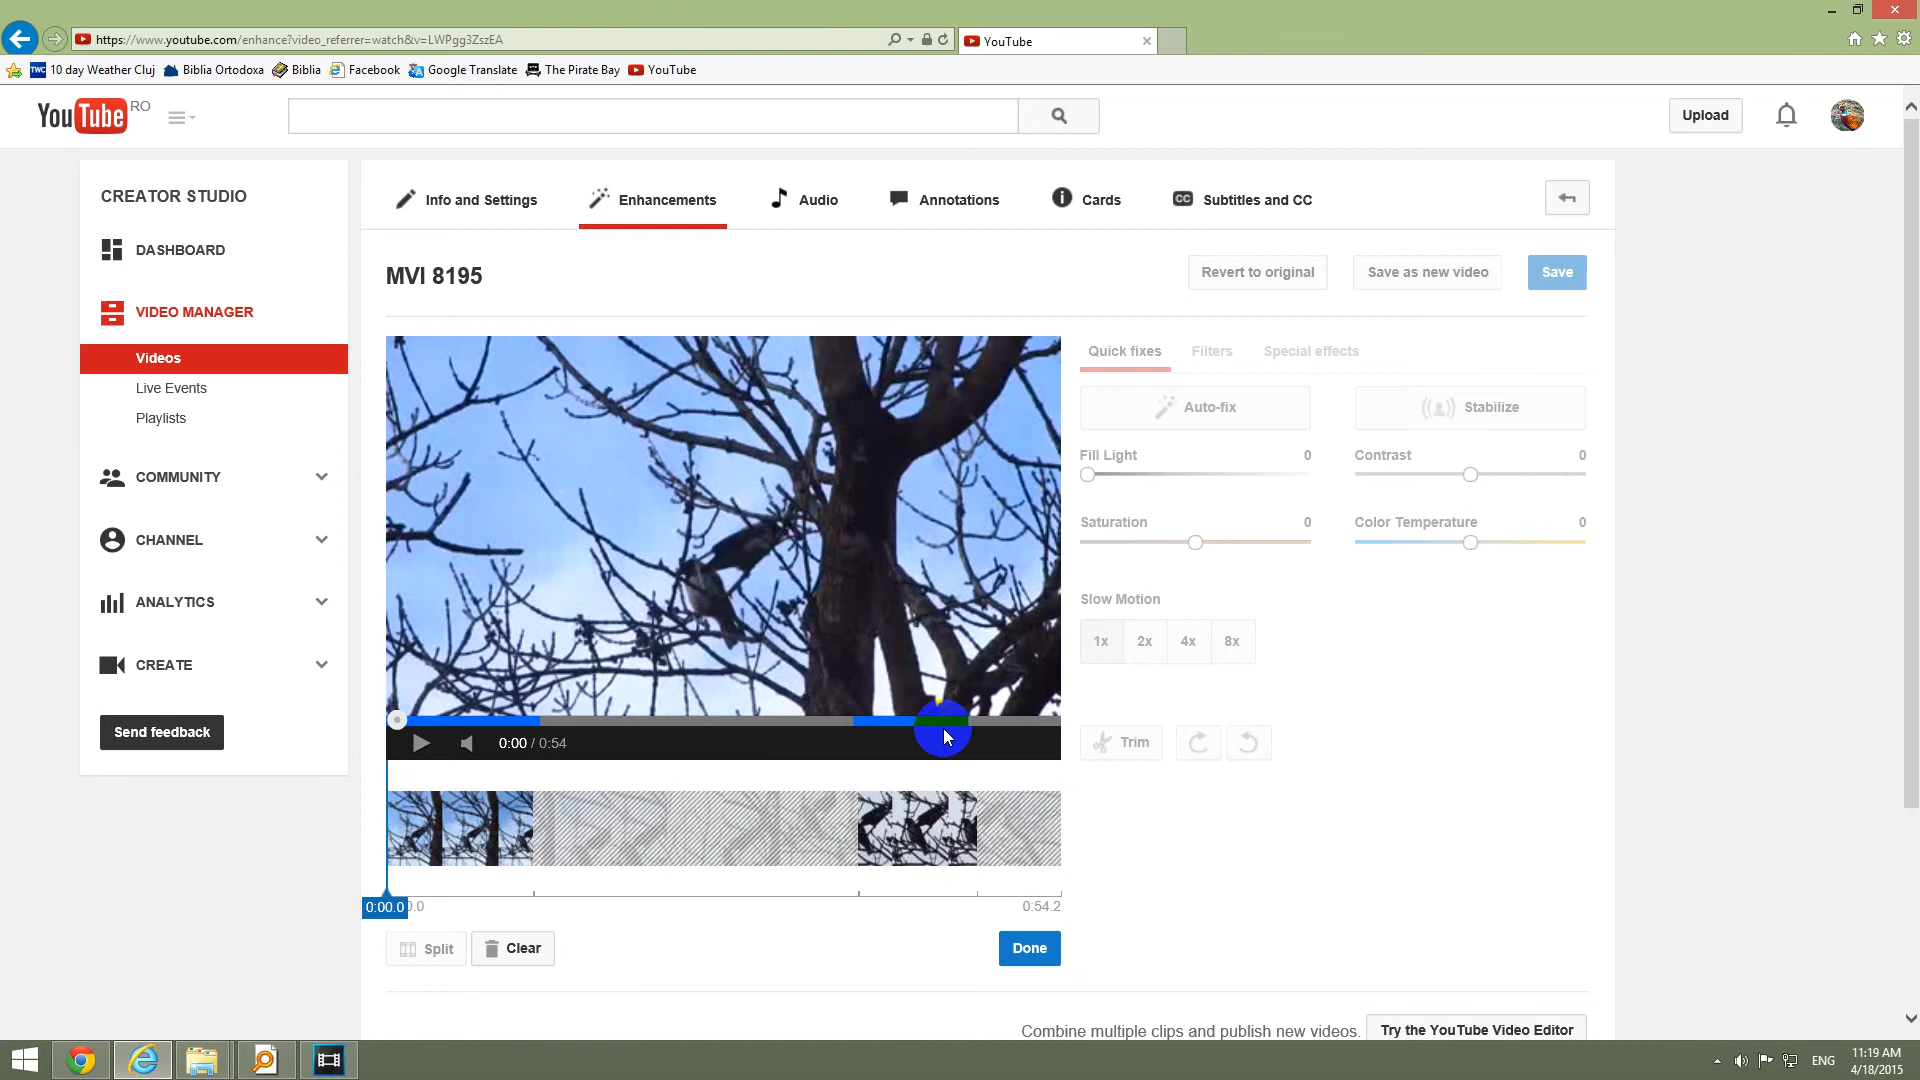 https://www.youtube.com/enhance?video_referrer=watch&v=LWPgg3ZszEA
YouTube
TWC 10 day Weather Cluj
Biblia Ortodoxa
Biblia
Facebook
Google Translate
The Pirate Bay
YouTube
YouTube RO
Upload
CREATOR STUDIO
DASHBOARD
VIDEO MANAGER
Videos
Live Events
Playlists
COMMUNITY
CHANNEL
ANALYTICS
CREATE
Send feedback
Info and Settings
Enhancements
Audio
Annotations
Cards
CC Subtitles and CC
MVI 8195
Revert to original
Save as new video
Save
0:00 / 0:54
Quick fixes
Filters
Special effects
Auto-fix
Stabilize
Fill Light 0
Contrast 0
Saturation 0
Color Temperature 0
Slow Motion
1x 2x 4x 8x
Trim
0:00.0
0:54.2
Split
Clear
Done
Combine multiple clips and publish new videos.
Try the YouTube Video Editor
ENG
11:19 AM
4/18/2015